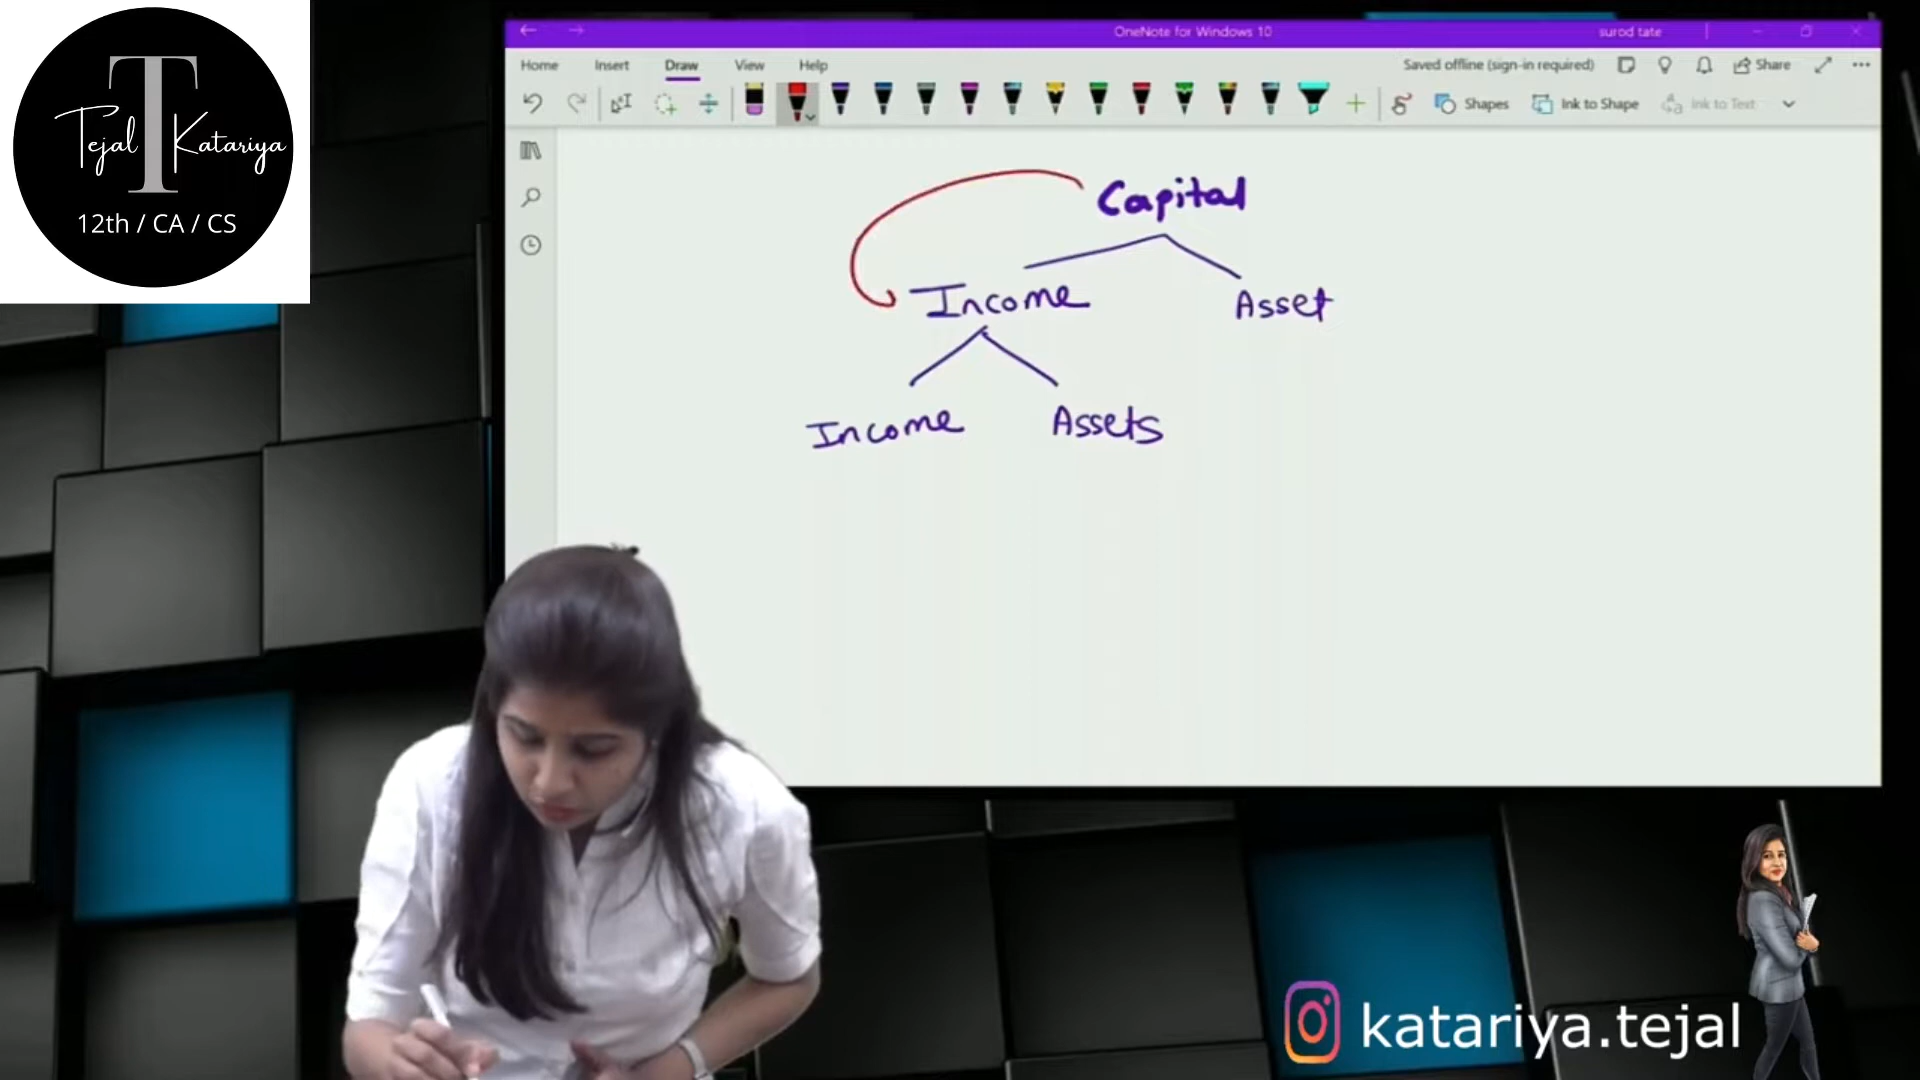 T
Tejal Katariya
12th / CA / CS
OneNote for Windows 10
surod tate
Home Insert Draw View Help
Saved offline (sign-in required)
Share
Shapes
Ink to Shape
Ink to Text
Capital
Income Asset
Income Assets
katariya.tejal